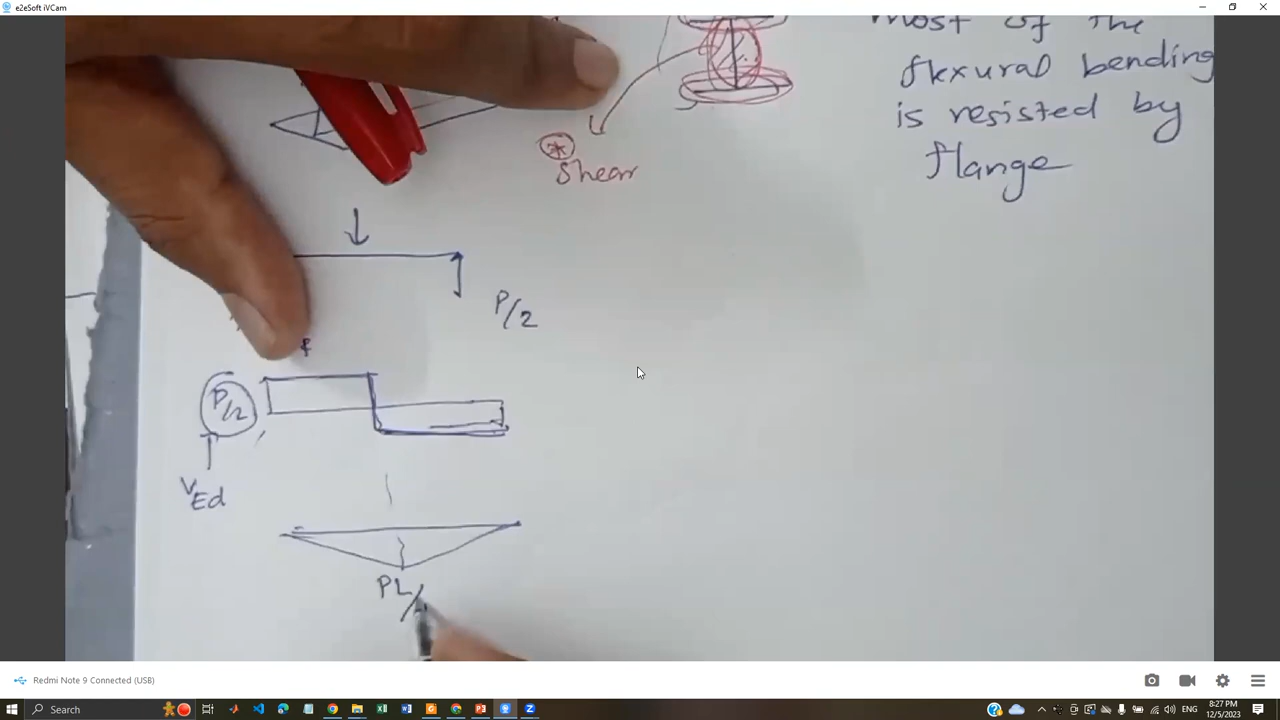 e2eSoft iVCam
most of the
flexural bending
is resisted by
flange
*
Shear
P/2
P/2
VEd
PL/
Redmi Note 9 Connected (USB)
Search
ENG
8:27 PM
12/5/2023